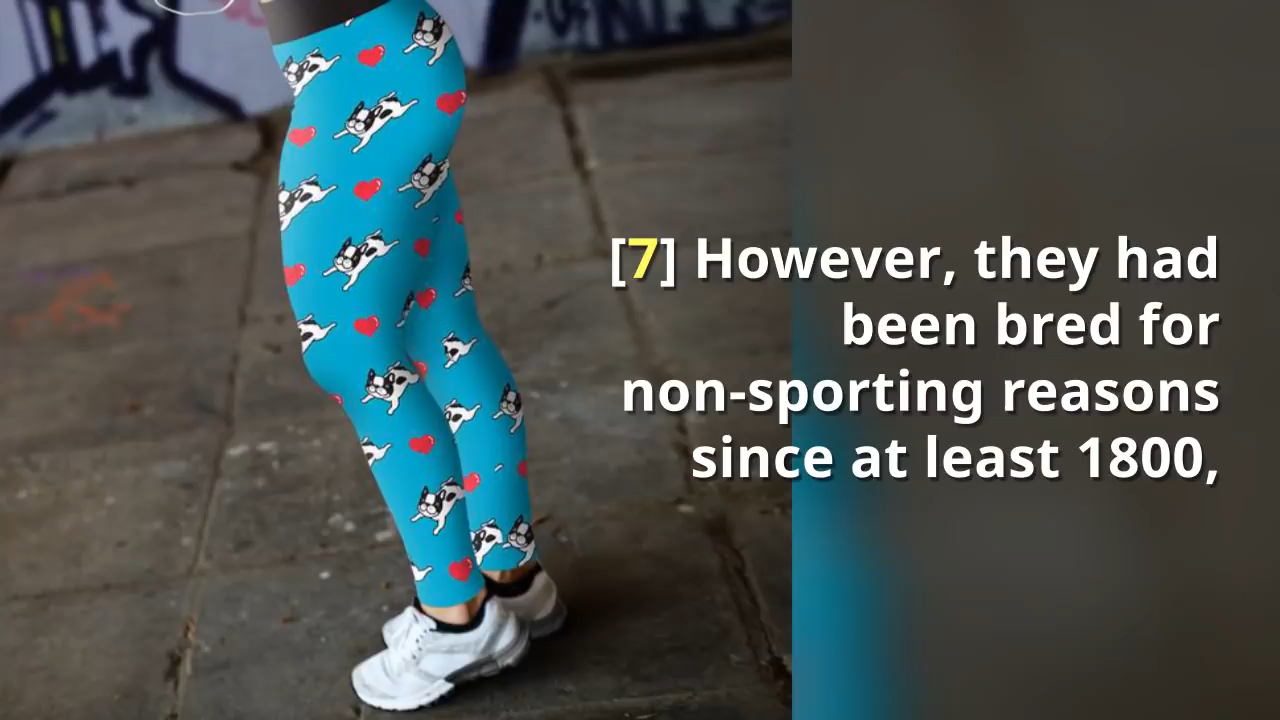 [7] However, they had
been bred for
non-sporting reasons
since at least 1800,